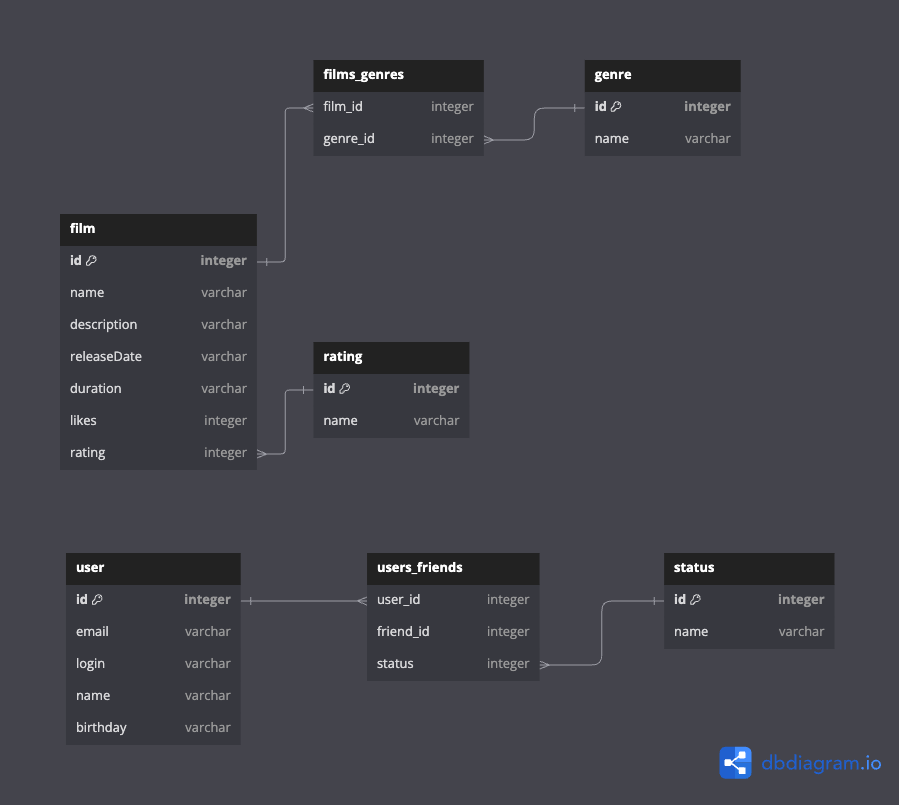 films_genres
film_id integer
genre_id integer
genre
id integer
name varchar
film
id integer
name varchar
description varchar
releaseDate varchar
duration varchar
likes integer
rating integer
rating
id integer
name varchar
user
id integer
email varchar
login varchar
name varchar
birthday varchar
users_friends
user_id integer
friend_id integer
status integer
status
id integer
name varchar
dbdiagram.io